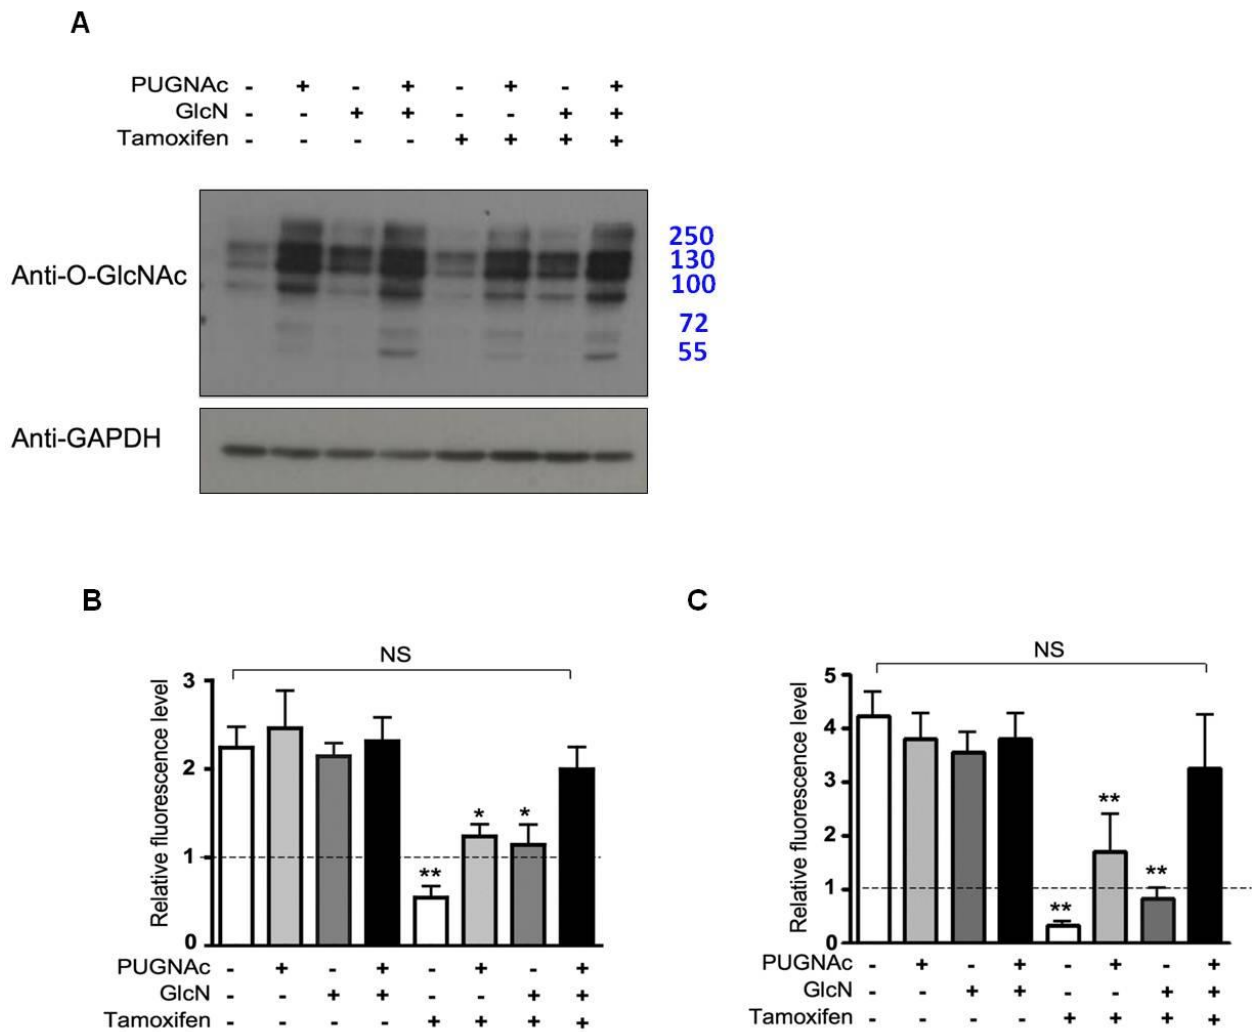 A
PUGNAc - + - + - + - +
GlcN - - + + - - + +
Tamoxifen - - - - + + + +
Anti-O-GlcNAc
250
130
100
72
55
Anti-GAPDH
B
NS
Relative fluorescence level
3
2
1
0
** * *
PUGNAc - + - + - + - +
GlcN - - + + - - + +
Tamoxifen - - - - + + + +
C
NS
Relative fluorescence level
5
4
3
2
1
0
** ** **
PUGNAc - + - + - + - +
GlcN - - + + - - + +
Tamoxifen - - - - + + + +